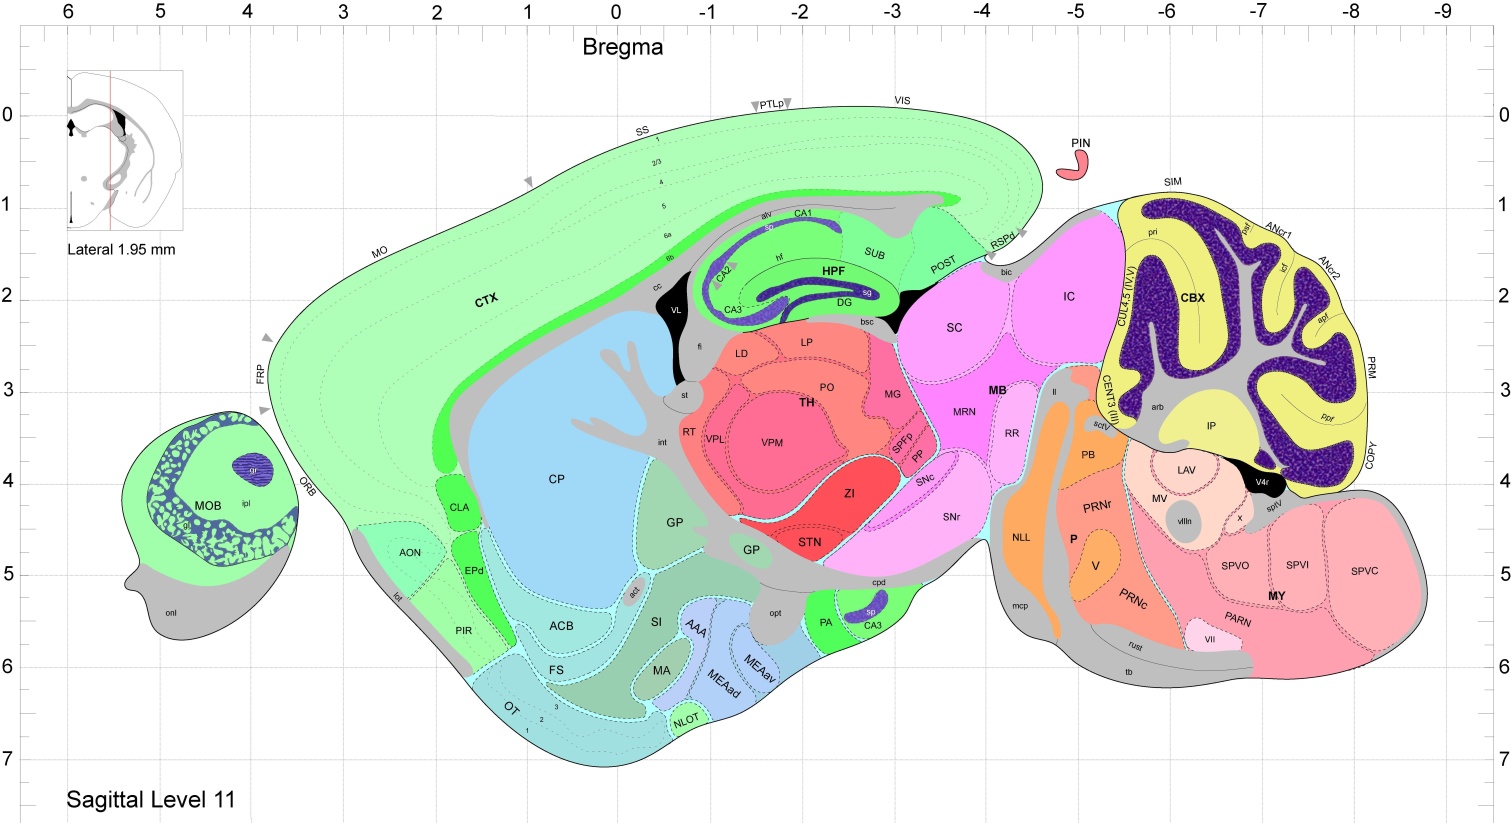 6 5 4 3 2 1 0 -1 -2 -3 -4 -5 -6 -7 -8 -9
Bregma
0 0
1 1
2 2
3 3
4 4
5 5
6 6
7 7
Lateral 1.95 mm
PTLp
VIS
SS
MO
FRP
ORB
RSPd
PIN
SIM
ANcr1
ANcr2
PRM
COPY
CUL4,5 (IV,V)
CENT3 (III)
1
2/3
4
5
6a
6b
CTX
cc
alv
CA1
sp
CA2
hf
HPF
SUB
POST
CA3
DG
sg
bsc
VL
fi
st
int
LD
LP
PO
TH
MG
RT
VPL
VPM
SPFp
PP
ZI
STN
SC
IC
bic
MB
MRN
RR
SNc
SNr
pri
psf
icf
apf
ppf
CBX
arb
IP
V4r
sptV
gr
MOB
ipl
gl
onl
CP
CLA
AON
EPd
lot
PIR
GP
GP
act
ACB
FS
SI
MA
AAA
MEAad
MEAav
opt
OT
3
2
1
NLOT
cpd
PA
sp
CA3
ll
sctV
PB
PRNr
NLL
P
V
PRNc
mcp
rust
tb
LAV
MV
vIIIn
x
SPVO
SPVI
SPVC
MY
PARN
VII
Sagittal Level 11